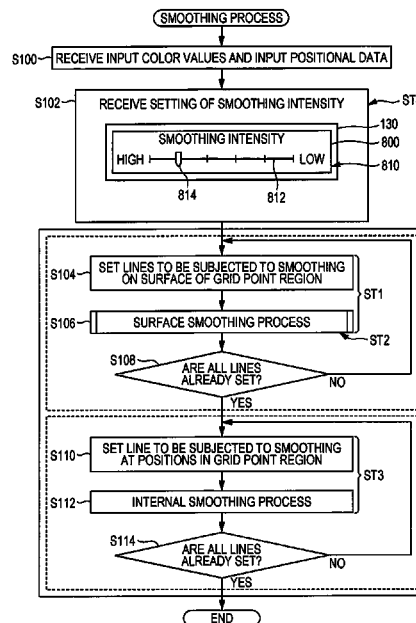 SMOOTHING PROCESS
S100
RECEIVE INPUT COLOR VALUES AND INPUT POSITIONAL DATA
S102
RECEIVE SETTING OF SMOOTHING INTENSITY
130
SMOOTHING INTENSITY
800
HIGH
LOW
810
814
812
S104
SET LINES TO BE SUBJECTED TO SMOOTHING
ON SURFACE OF GRID POINT REGION
ST1
S106
SURFACE SMOOTHING PROCESS
ST2
S108
ARE ALL LINES
ALREADY SET?
NO
YES
S110
SET LINE TO BE SUBJECTED TO SMOOTHING
AT POSITIONS IN GRID POINT REGION
ST3
S112
INTERNAL SMOOTHING PROCESS
S114
ARE ALL LINES
ALREADY SET?
NO
YES
END